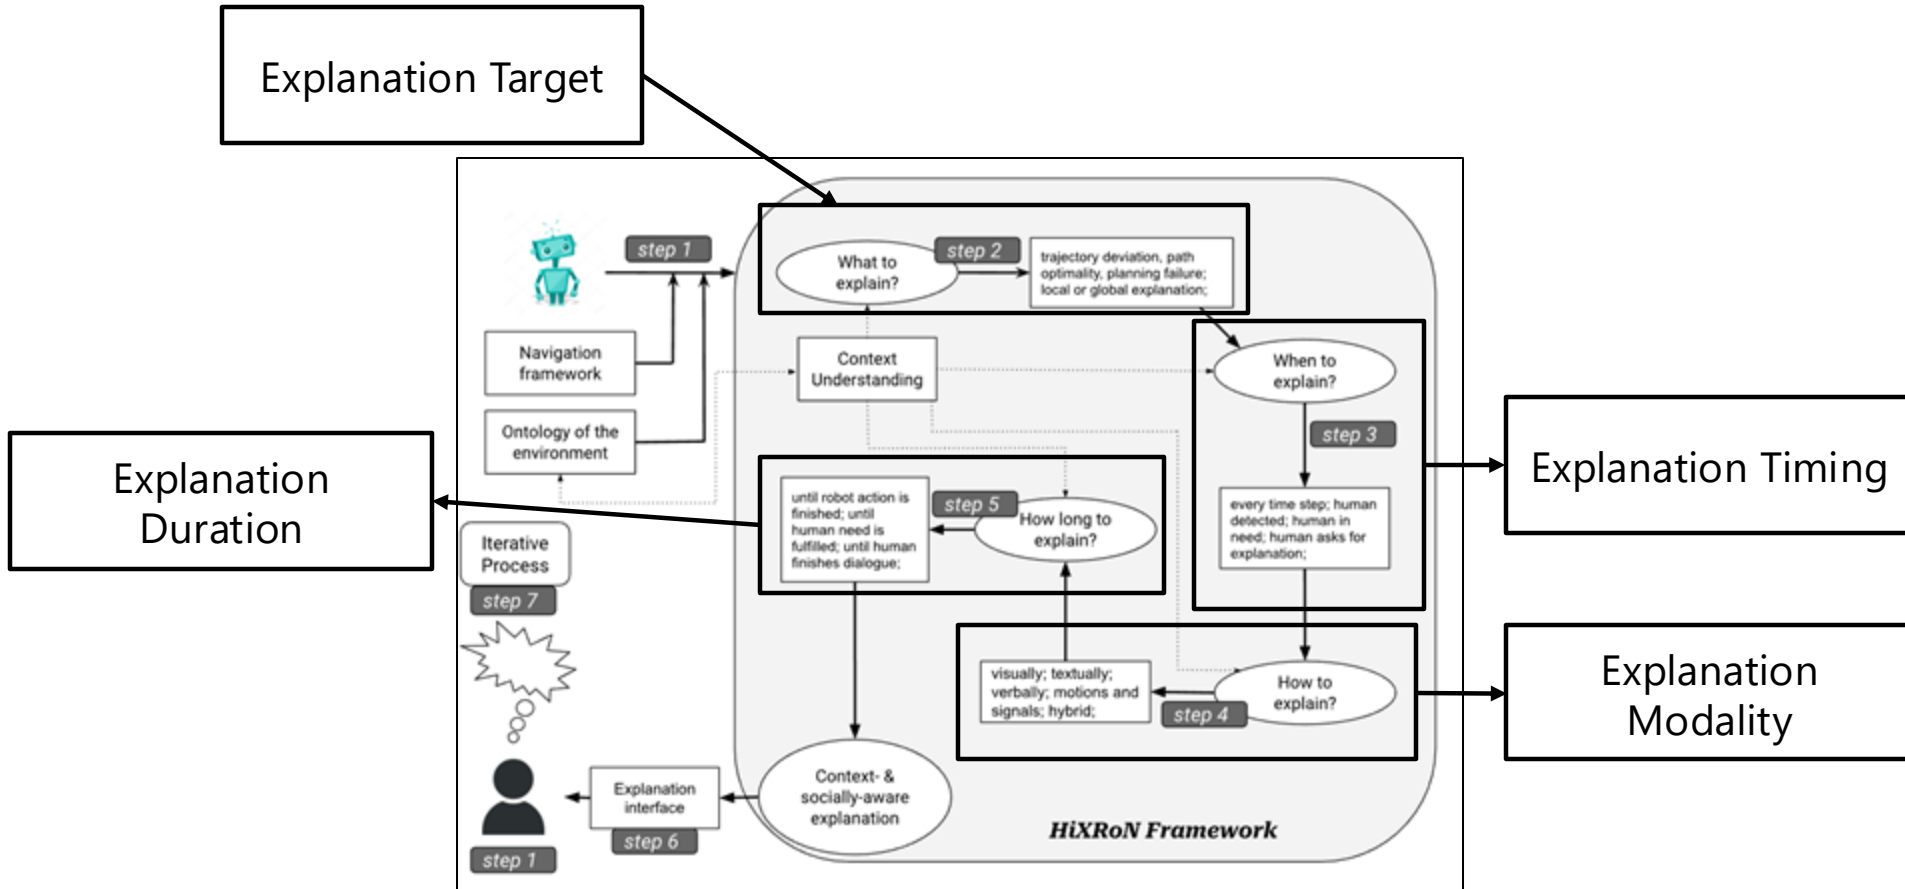 Explanation Target
step 1
What to
explain?
step 2
trajectory deviation, path
optimality, planning failure;
local or global explanation;
Navigation
framework
Context
Understanding
When to
explain?
Ontology of the
environment
step 3
Explanation
Duration
Explanation Timing
until robot action is
finished; until
human need is
fulfilled; until human
finishes dialogue;
step 5
How long to
explain?
every time step; human
detected; human in
need; human asks for
explanation;
Iterative
Process
step 7
visually; textually;
verbally; motions and
signals; hybrid;
step 4
How to
explain?
Explanation
Modality
Explanation
interface
step 6
Context- &
socially-aware
explanation
HiXRoN Framework
step 1